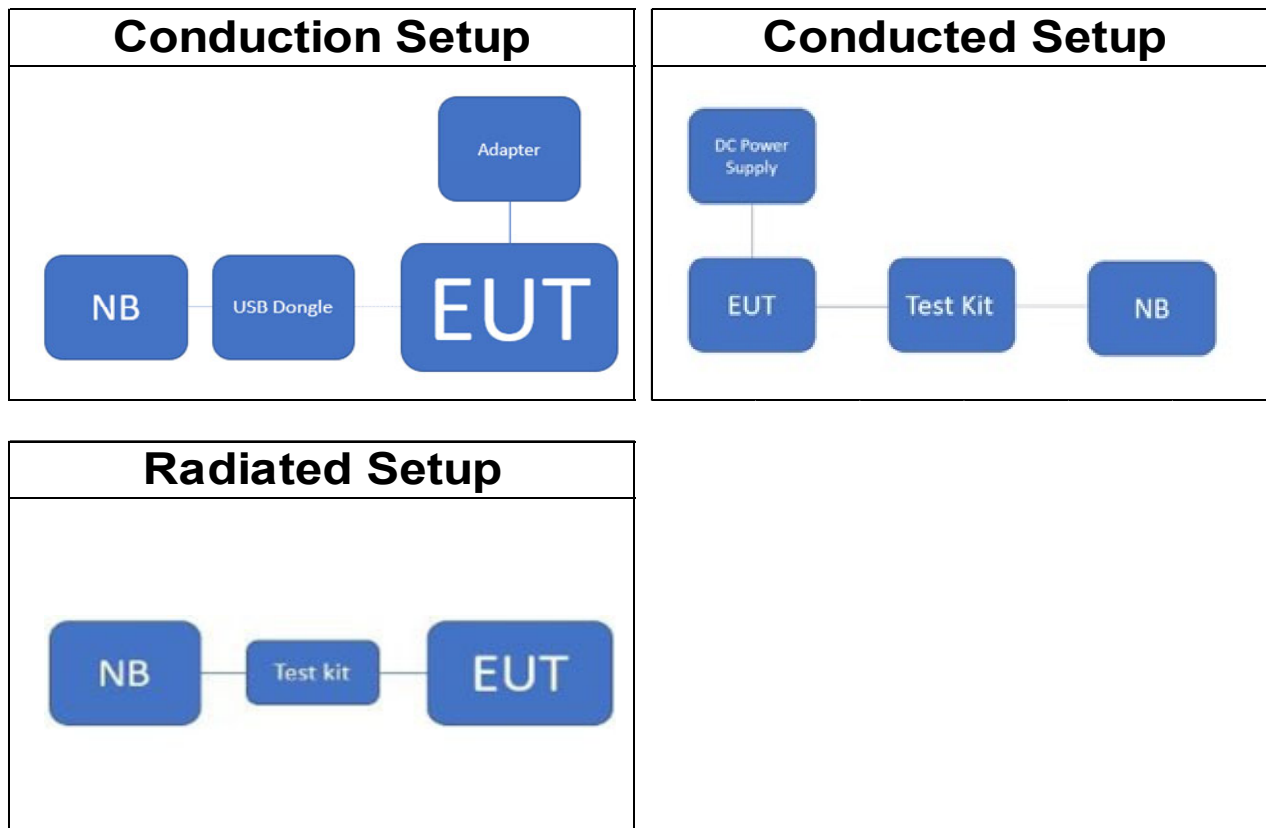 Conduction Setup
Adapter
NB
USB Dongle
EUT
Conducted Setup
DC Power
Supply
EUT
Test Kit
NB
Radiated Setup
NB
Test kit
EUT